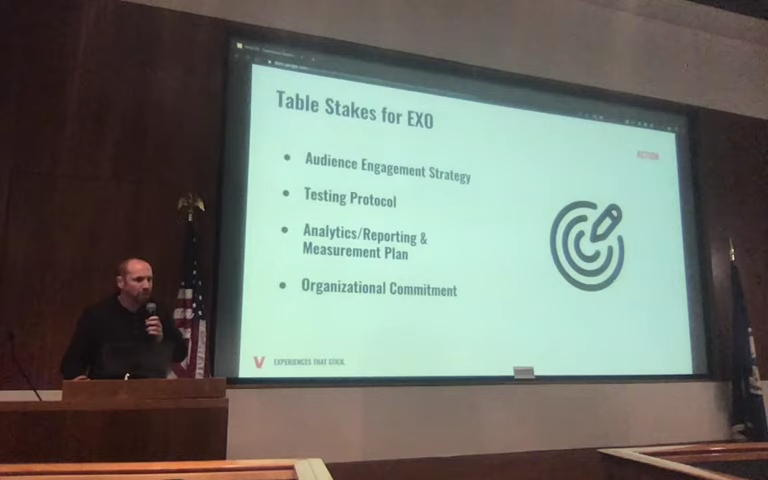 Table Stakes for EXO
ACTION
Audience Engagement Strategy
Testing Protocol
Analytics/Reporting &
Measurement Plan
Organizational Commitment
V EXPERIENCES THAT STICK.